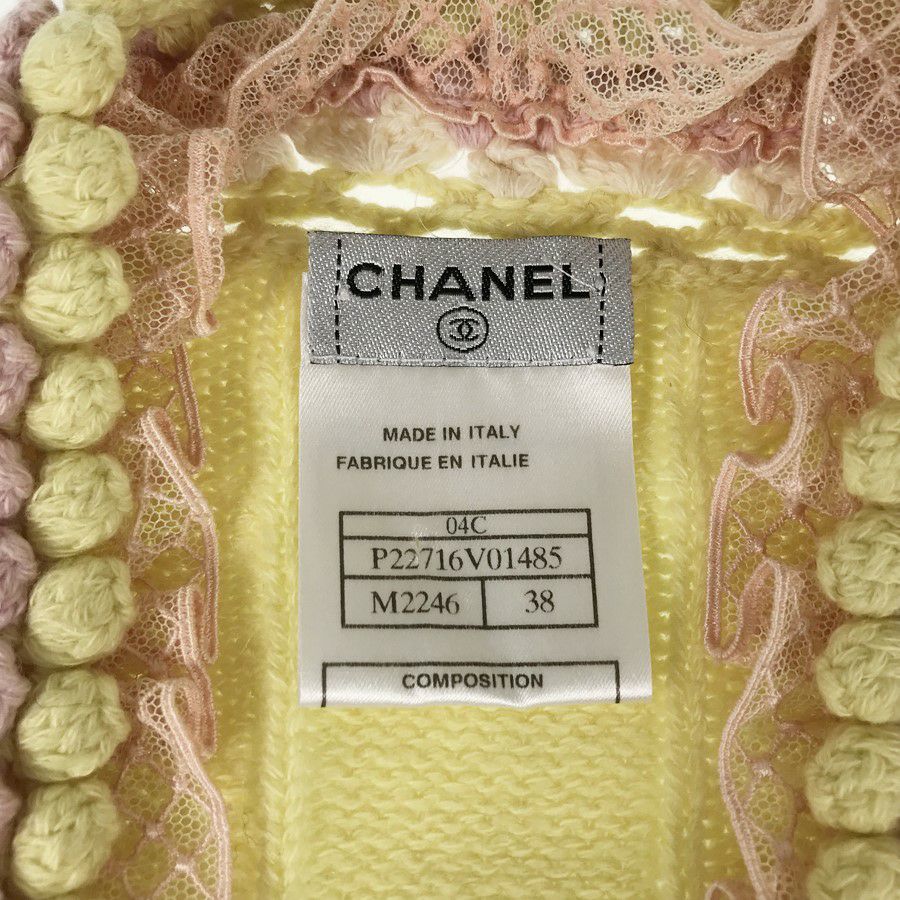 CHANEL
MADE IN ITALY
FABRIQUE EN ITALIE
04C
P22716V01485
M2246 38
COMPOSITION